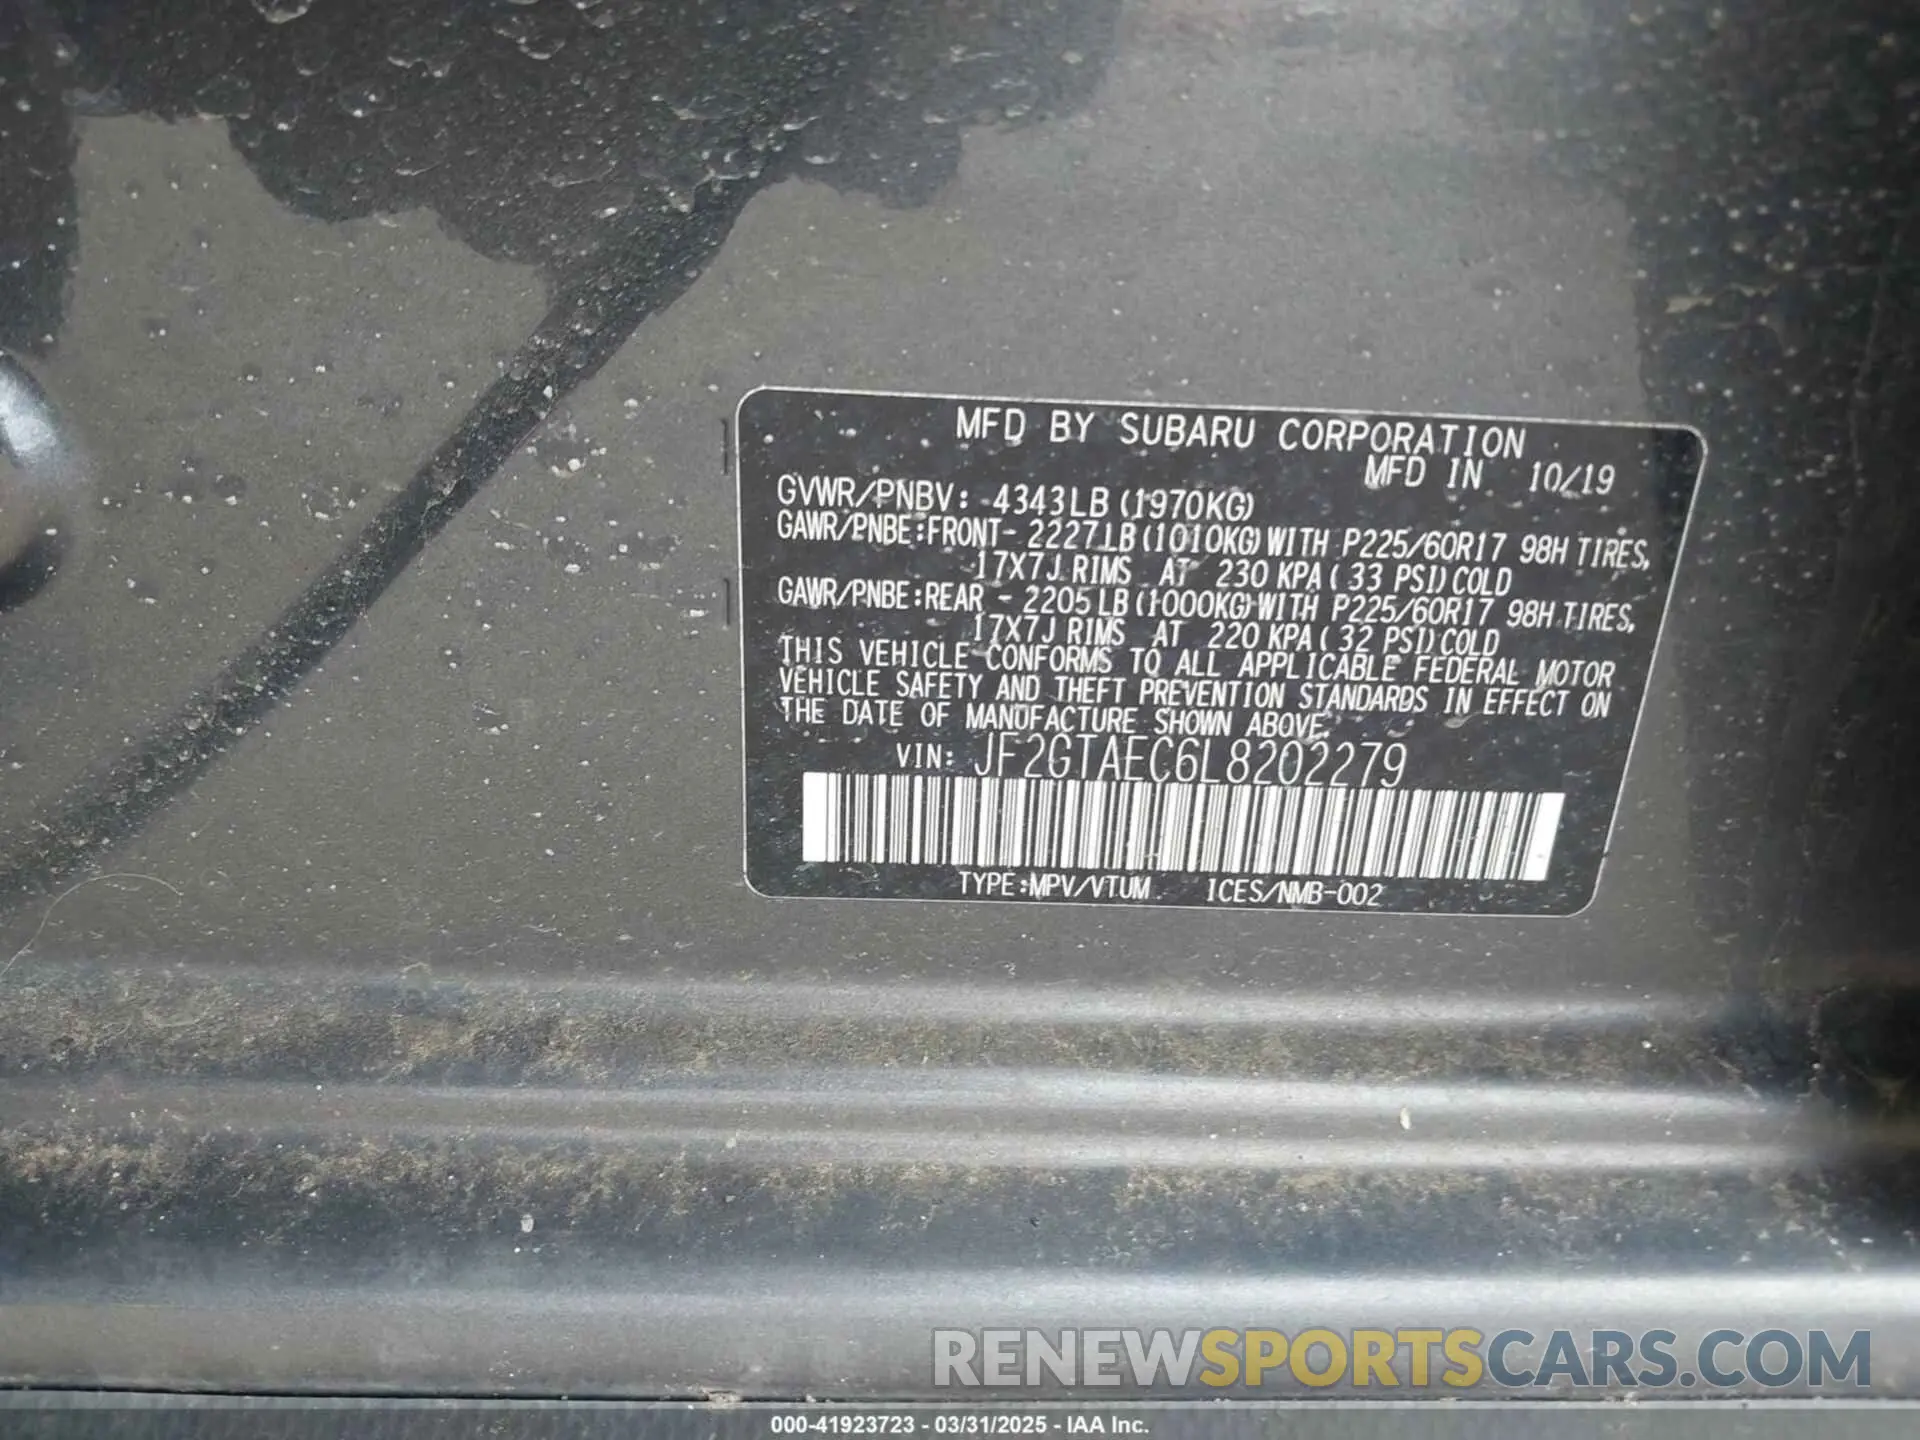 MFD BY SUBARU CORPORATION
MFD IN 10/19
GVWR/PNBV: 4343LB (1970KG)
GAWR/PNBE:FRONT- 2227LB (1010KG) WITH P225/60R17 98H TIRES,
17X7J RIMS AT 230 KPA ( 33 PSI) COLD
GAWR/PNBE:REAR - 2205LB (1000KG) WITH P225/60R17 98H TIRES,
17X7J RIMS AT 220 KPA ( 32 PSI) COLD
THIS VEHICLE CONFORMS TO ALL APPLICABLE FEDERAL MOTOR
VEHICLE SAFETY AND THEFT PREVENTION STANDARDS IN EFFECT ON
THE DATE OF MANUFACTURE SHOWN ABOVE.
VIN: JF2GTAEC6L8202279
TYPE:MPV/VTUM ICES/NMB-002
RENEWSPORTSCARS.COM
000-41923723 - 03/31/2025 - IAA Inc.